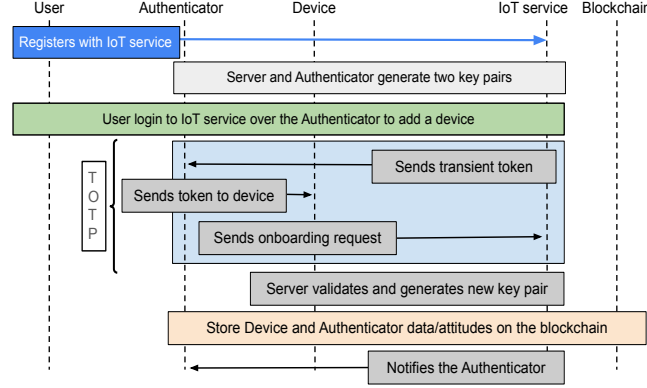 User Authenticator Device IoT service Blockchain
Registers with IoT service
Server and Authenticator generate two key pairs
User login to IoT service over the Authenticator to add a device
TOTP
Sends transient token
Sends token to device
Sends onboarding request
Server validates and generates new key pair
Store Device and Authenticator data/attitudes on the blockchain
Notifies the Authenticator